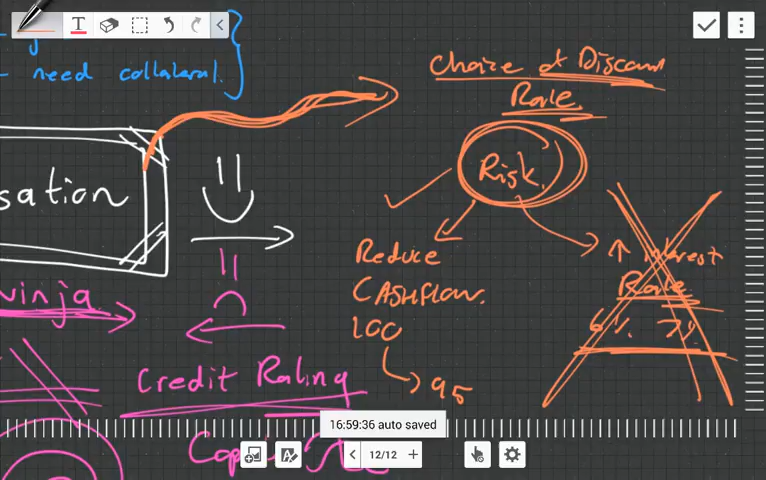 T
need collateral.
Choice of Discount
Rate
Risk.
sation
Reduce
CASHFLOW.
100
95
↑ Interest
Rate
6% 7%
ninja
Credit Rating
16:59:36 auto saved
12/12